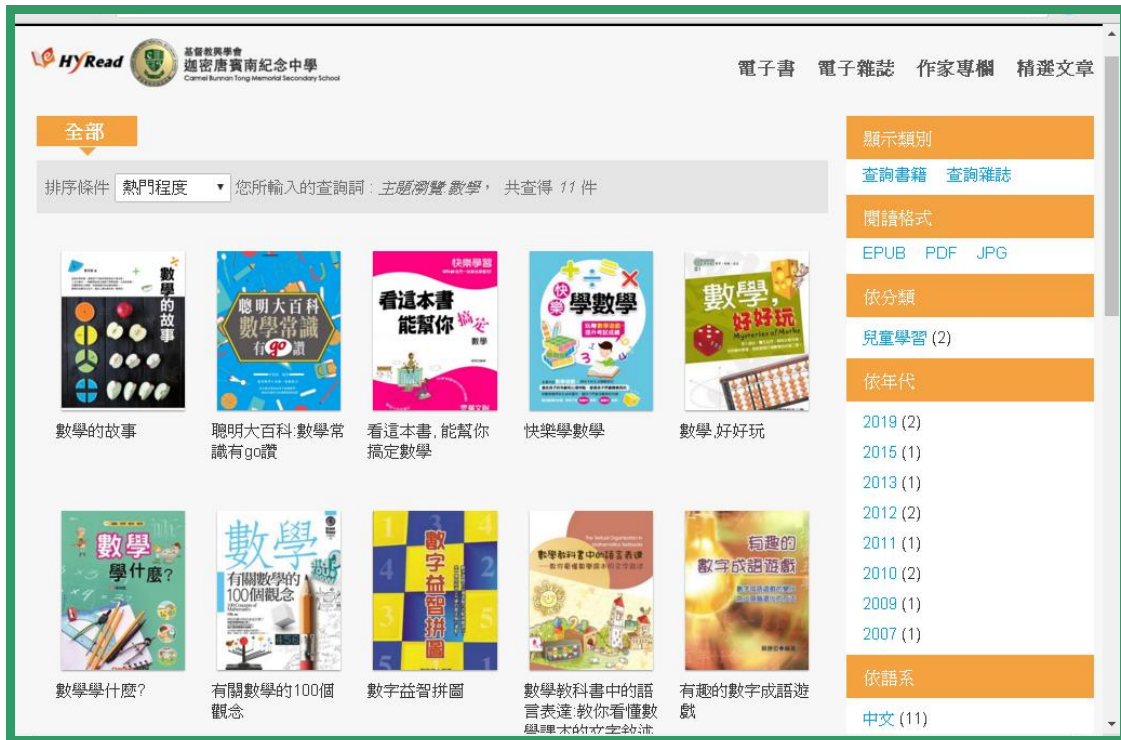 HyRead
基督教興學會
迦密唐賓南紀念中學
Carmel Bunnan Tong Memorial Secondary School
電子書 電子雜誌 作家專欄 精選文章
全部
排序條件 熱門程度 您所輸入的查詢詞 : 主題瀏覽 數學， 共查得 11 件
數學的故事
聰明大百科
數學常識
有go讚
快樂學習
看這本書
能幫你搞定
數學
快樂
學數學
數學,
好好玩
Mysteries of Maths
數學的故事
聰明大百科:數學常識有go讚
看這本書, 能幫你搞定數學
快樂學數學
數學,好好玩
數學
學什麼?
數學
有關數學的
100個觀念
數字益智拼圖
數學教科書中的語言表達
有趣的
數字成語遊戲
數學學什麼?
有關數學的100個觀念
數字益智拼圖
數學教科書中的語言表達:教你看懂數學課本的文字敘述
有趣的數字成語遊戲
顯示類別
查詢書籍 查詢雜誌
閱讀格式
EPUB PDF JPG
依分類
兒童學習 (2)
依年代
2019 (2)
2015 (1)
2013 (1)
2012 (2)
2011 (1)
2010 (2)
2009 (1)
2007 (1)
依語系
中文 (11)